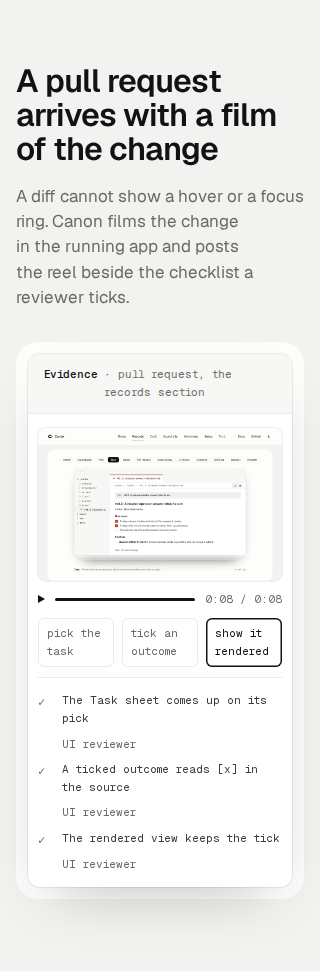 A pull request
arrives with a film
of the change
A diff cannot show a hover or a focus
ring. Canon films the change
in the running app and posts
the reel beside the checklist a
reviewer ticks.
Evidence · pull request, the
records section
0:08 / 0:08
pick the
task
tick an
outcome
show it
rendered
✓ The Task sheet comes up on its
pick
UI reviewer
✓ A ticked outcome reads [x] in
the source
UI reviewer
✓ The rendered view keeps the tick
UI reviewer